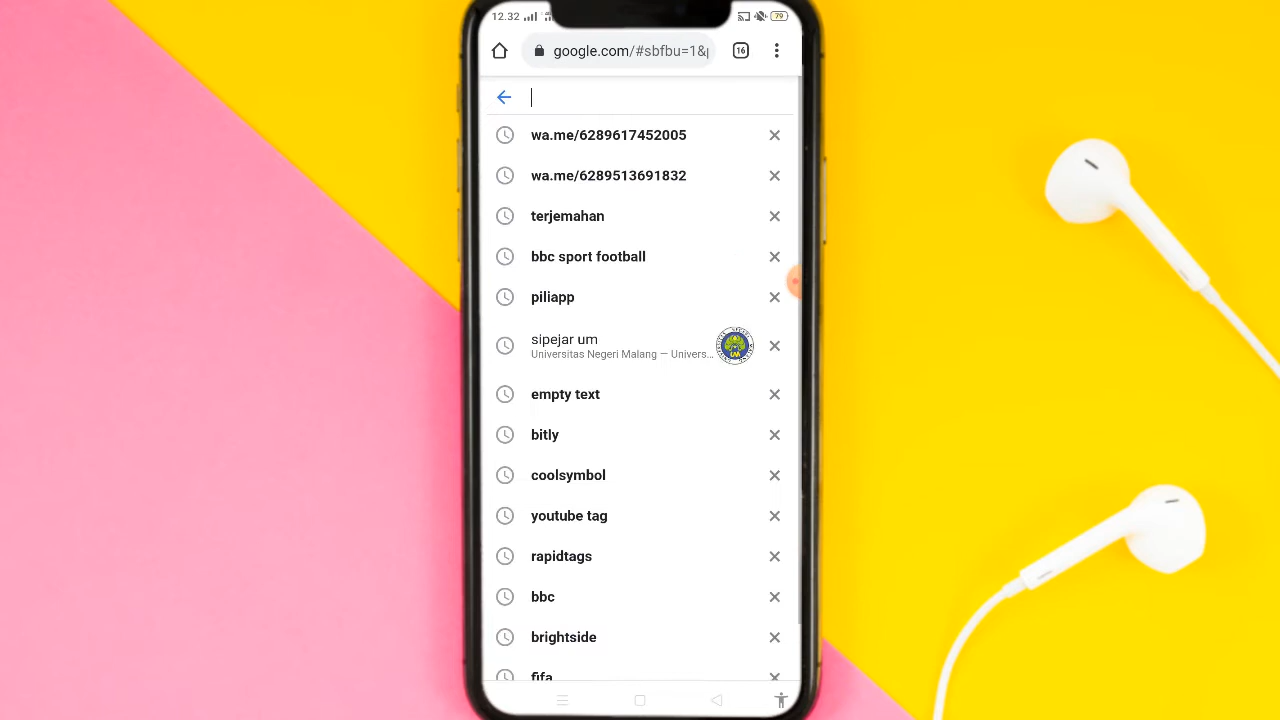 12.32
79
google.com/#sbfbu=1&p
16
wa.me/6289617452005
wa.me/6289513691832
terjemahan
bbc sport football
piliapp
sipejar um
Universitas Negeri Malang — Univers...
empty text
bitly
coolsymbol
youtube tag
rapidtags
bbc
brightside
fifa